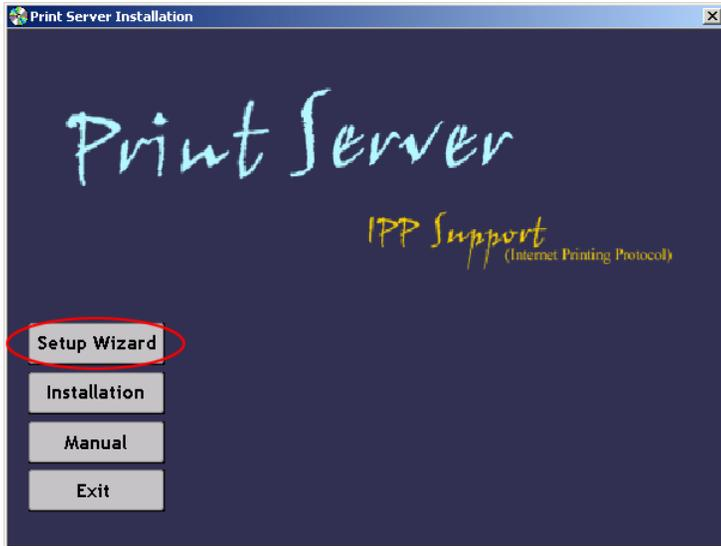 Print Server Installation
Print Server
IPP Support
(Internet Printing Protocol)
Setup Wizard
Installation
Manual
Exit